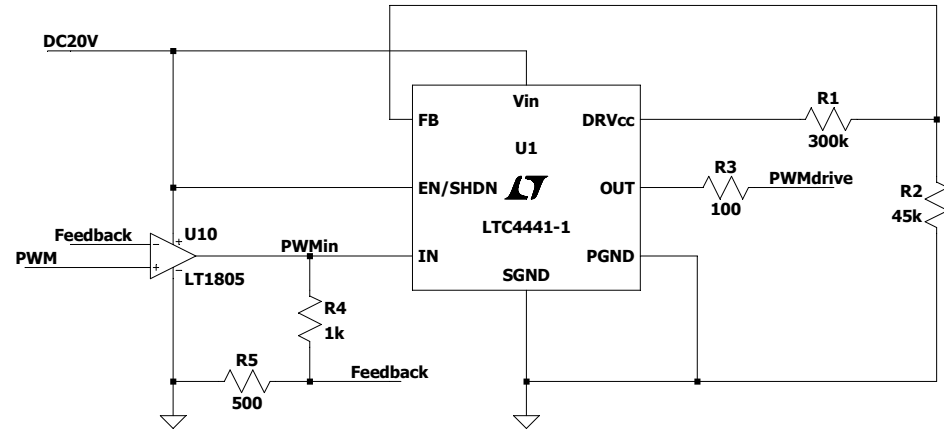 DC20V
Vin
FB
DRVcc
R1
300k
U1
EN/SHDN
OUT
R3
100
PWMdrive
R2
45k
LTC4441-1
Feedback
U10
PWM
LT1805
PWMin
IN
PGND
SGND
R4
1k
R5
500
Feedback